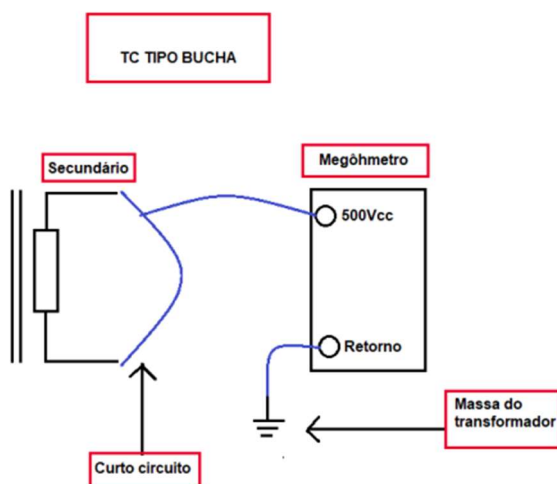 TC TIPO BUCHA
Secundário
Megôhmetro
500Vcc
Retorno
Massa do
transformador
Curto circuito